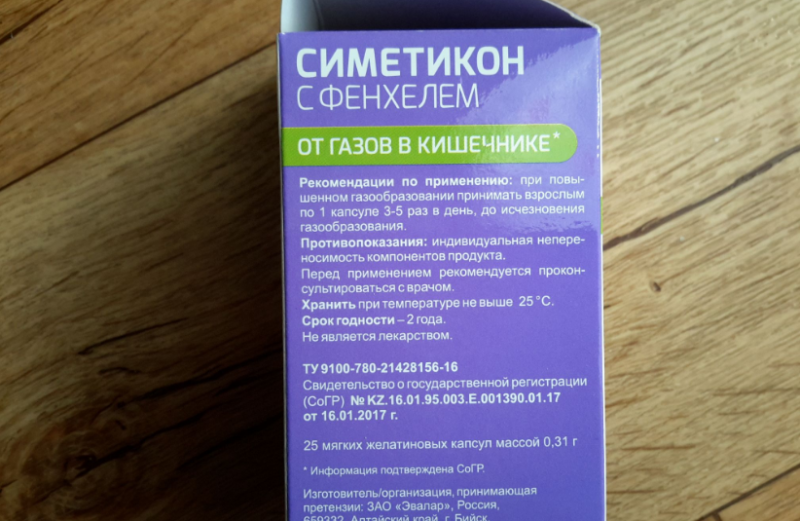 СИМЕТИКОН
С ФЕНХЕЛЕМ
ОТ ГАЗОВ В КИШЕЧНИКЕ*
Рекомендации по применению: при повы-
шенном газообразовании принимать взрослым
по 1 капсуле 3-5 раз в день, до исчезновения
газообразования.
Противопоказания: индивидуальная непере-
носимость компонентов продукта.
Перед применением рекомендуется прокон-
сультироваться с врачом.
Хранить при температуре не выше 25 °С.
Срок годности – 2 года.
Не является лекарством.
ТУ 9100-780-21428156-16
Свидетельство о государственной регистрации
(СоГР) № KZ.16.01.95.003.Е.001390.01.17
от 16.01.2017 г.
25 мягких желатиновых капсул массой 0,31 г
* Информация подтверждена СоГР.
Изготовитель/организация, принимающая
претензии: ЗАО «Эвалар», Россия,
659332, Алтайский край, г. Бийск,